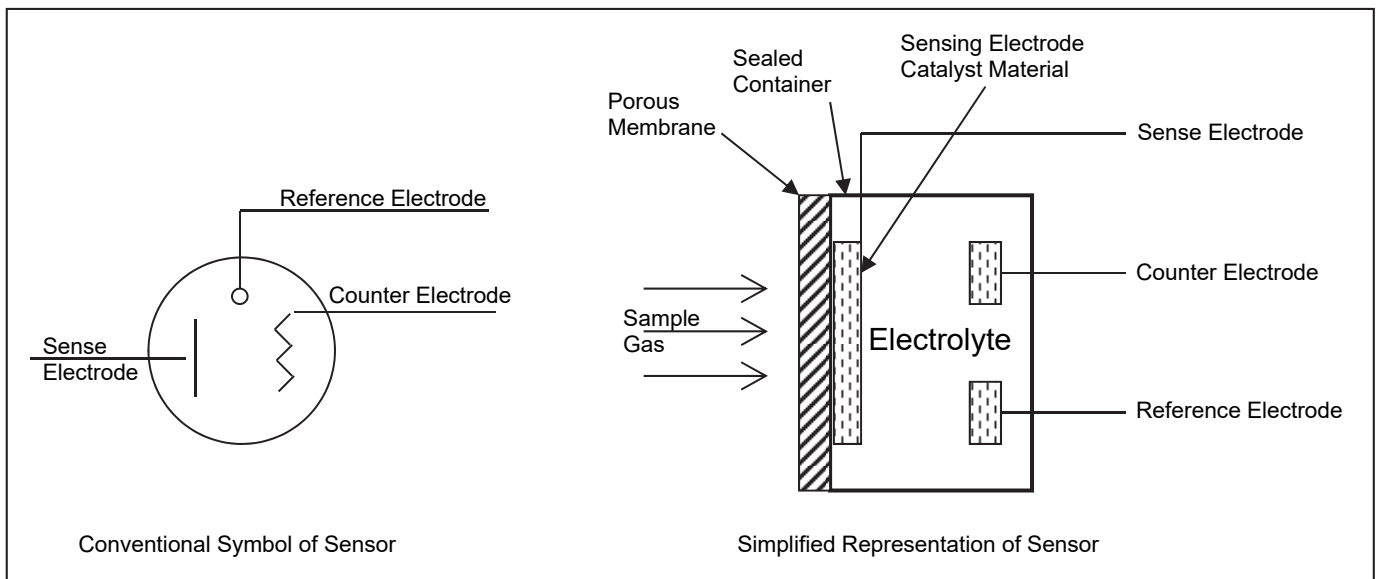 Reference Electrode
Counter Electrode
Sense
Electrode
Conventional Symbol of Sensor
Sensing Electrode
Catalyst Material
Sealed
Container
Porous
Membrane
Sense Electrode
Sample
Gas
Electrolyte
Counter Electrode
Reference Electrode
Simplified Representation of Sensor